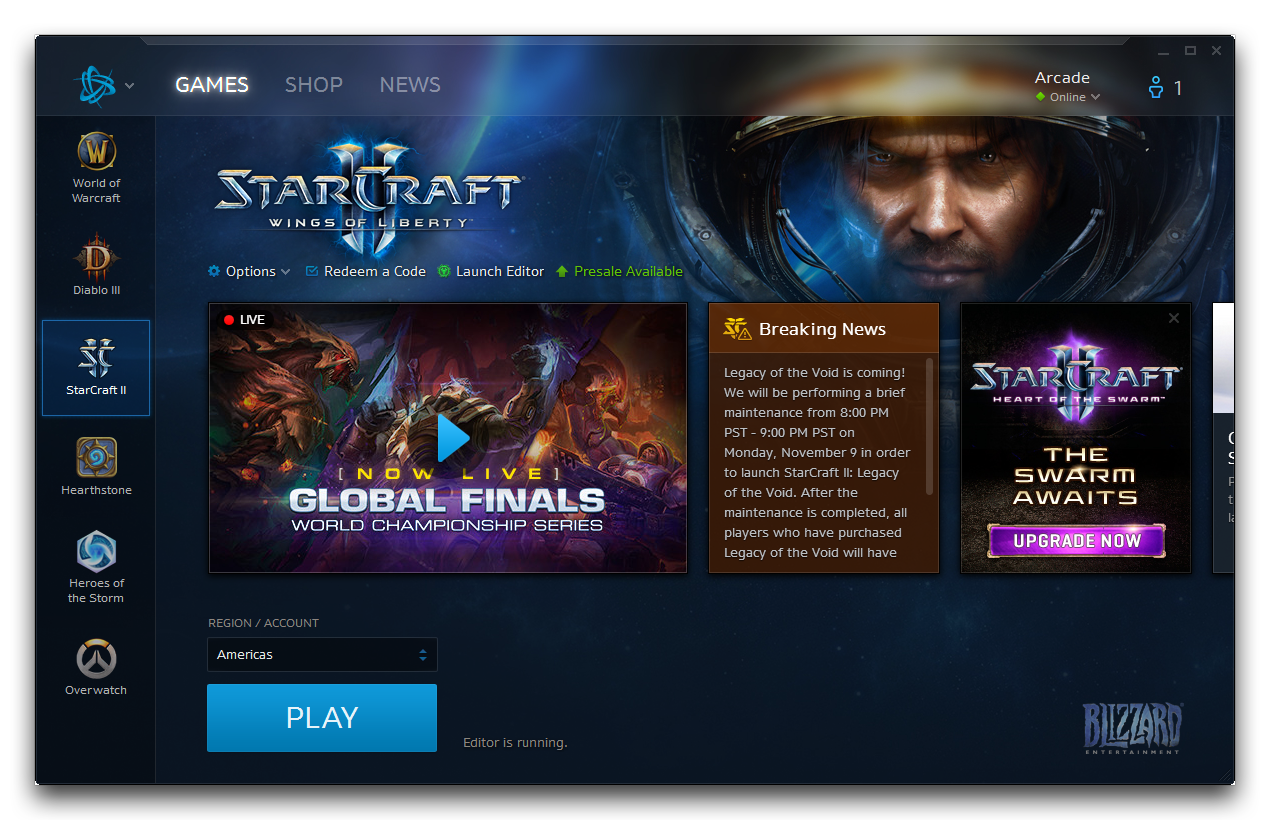 GAMES SHOP NEWS
Arcade
Online
1
World of
Warcraft
Diablo III
StarCraft II
Hearthstone
Heroes of
the Storm
Overwatch
STARCRAFT
II
WINGS OF LIBERTY™
Options Redeem a Code Launch Editor Presale Available
LIVE
[NOW LIVE]
GLOBAL FINALS
WORLD CHAMPIONSHIP SERIES
Breaking News
Legacy of the Void is coming!
We will be performing a brief
maintenance from 8:00 PM
PST - 9:00 PM PST on
Monday, November 9 in order
to launch StarCraft II: Legacy
of the Void. After the
maintenance is completed, all
players who have purchased
Legacy of the Void will have
STARCRAFT
II
HEART OF THE SWARM™
THE
SWARM
AWAITS
UPGRADE NOW
REGION / ACCOUNT
Americas
PLAY
Editor is running.
BLIZZARD
ENTERTAINMENT